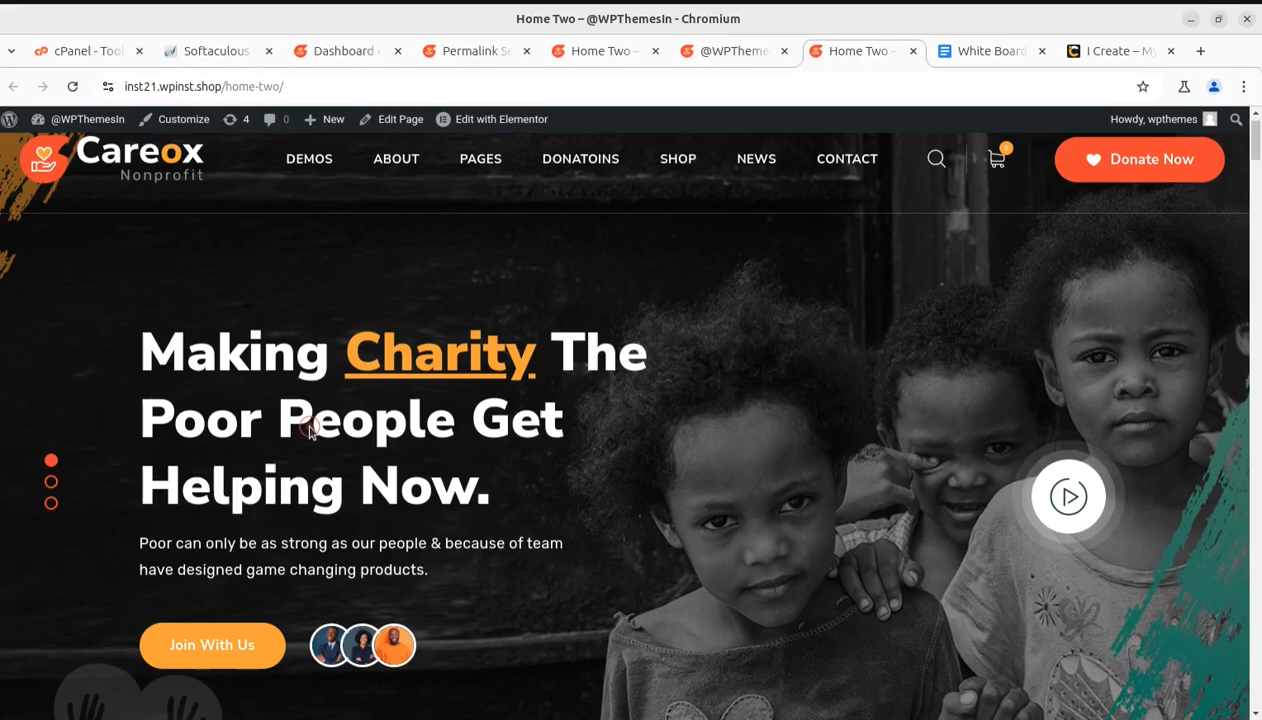 Home Two – @WPThemesIn - Chromium
cPanel - Tool
Softaculous -
Dashboard
Permalink Se
Home Two –
@WPTheme
Home Two –
White Board
I Create – My
inst21.wpinst.shop/home-two/
@WPThemesIn
Customize
4
0
New
Edit Page
Edit with Elementor
Howdy, wpthemes
Careox
Nonprofit
DEMOS
ABOUT
PAGES
DONATOINS
SHOP
NEWS
CONTACT
0
Donate Now
Making Charity The
Poor People Get
Helping Now.
Poor can only be as strong as our people & because of team
have designed game changing products.
Join With Us